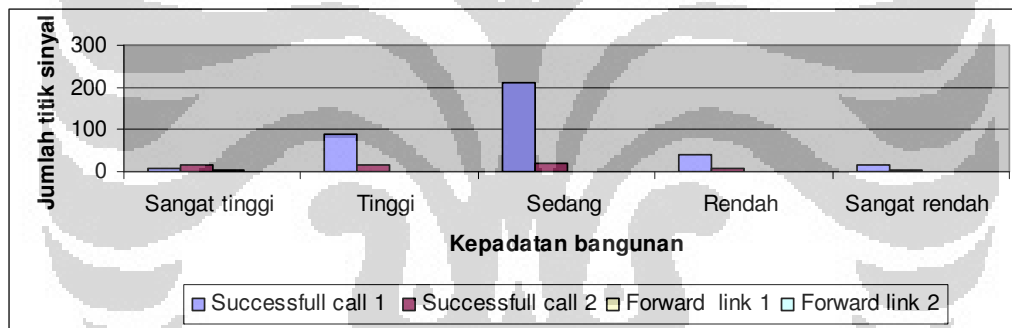 Jumlah titik sinyal
300
200
100
0
Sangat tinggi Tinggi Sedang Rendah Sangat rendah
Kepadatan bangunan
Successfull call 1 Successfull call 2 Forward link 1 Forward link 2